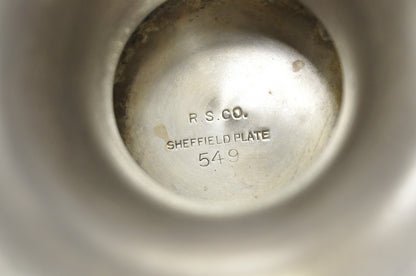 R S.CO.
SHEFFIELD PLATE
549